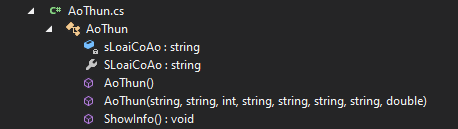 C# AoThun.cs
AoThun
sLoaiCoAo : string
SLoaiCoAo : string
AoThun()
AoThun(string, string, int, string, string, string, string, double)
ShowInfo() : void